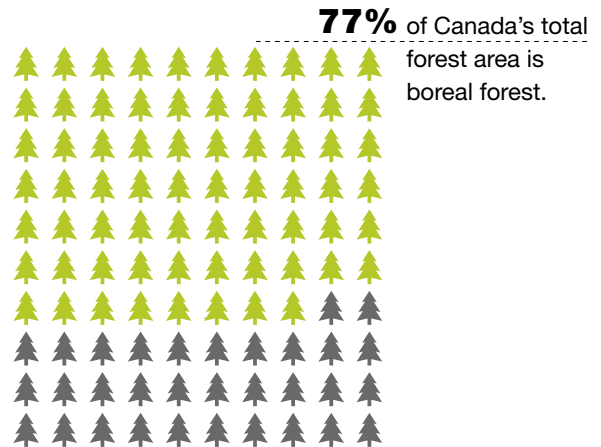 77% of Canada’s total
forest area is
boreal forest.